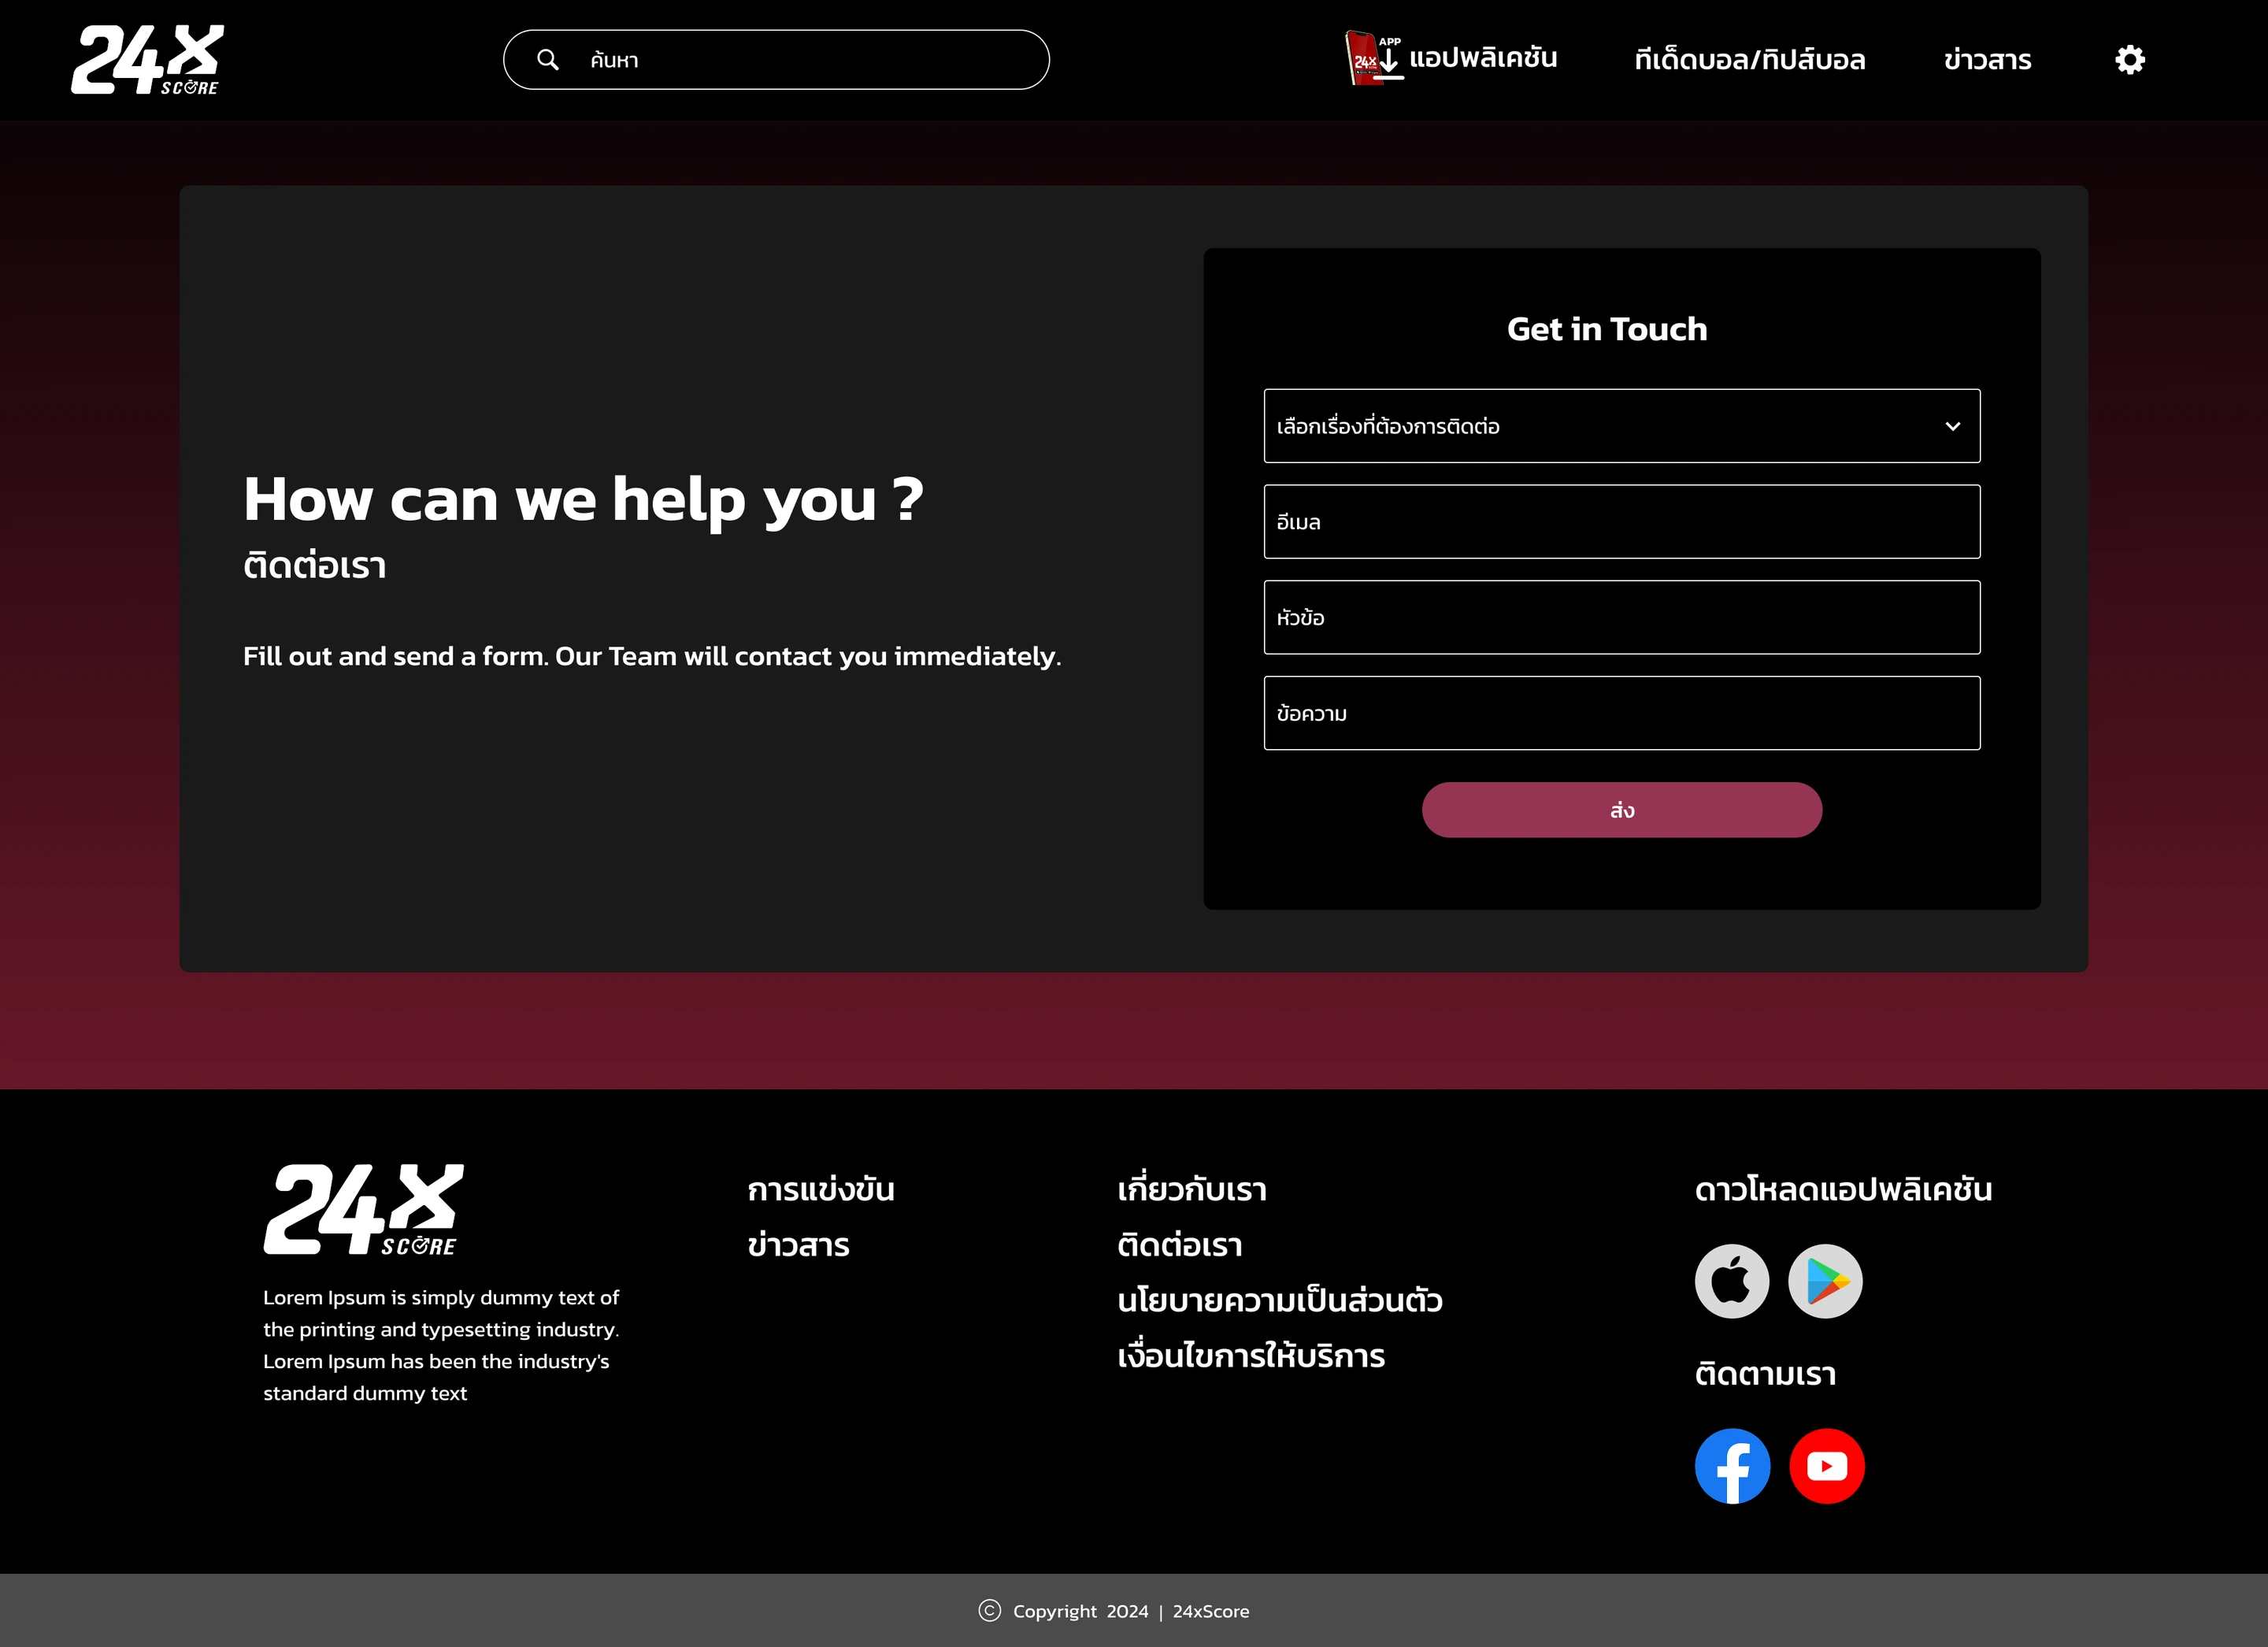 24X
SCORE
ค้นหา
APP
24X
แอปพลิเคชัน
ทีเด็ดบอล/ทิปส์บอล
ข่าวสาร
How can we help you ?
ติดต่อเรา
Fill out and send a form. Our Team will contact you immediately.
Get in Touch
เลือกเรื่องที่ต้องการติดต่อ
อีเมล
หัวข้อ
ข้อความ
ส่ง
24X
SCORE
Lorem Ipsum is simply dummy text of
the printing and typesetting industry.
Lorem Ipsum has been the industry's
standard dummy text
การแข่งขัน
ข่าวสาร
เกี่ยวกับเรา
ติดต่อเรา
นโยบายความเป็นส่วนตัว
เงื่อนไขการให้บริการ
ดาวโหลดแอปพลิเคชัน
ติดตามเรา
© Copyright 2024 | 24xScore